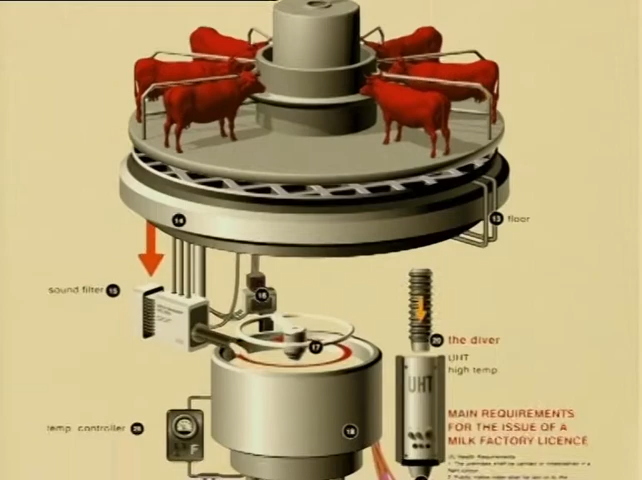 14
13 floor
sound filter 15
16
17
20 the diver
UHT
high temp.
UHT
MAIN REQUIREMENTS
FOR THE ISSUE OF A
MILK FACTORY LICENCE
temp. controller
F
18